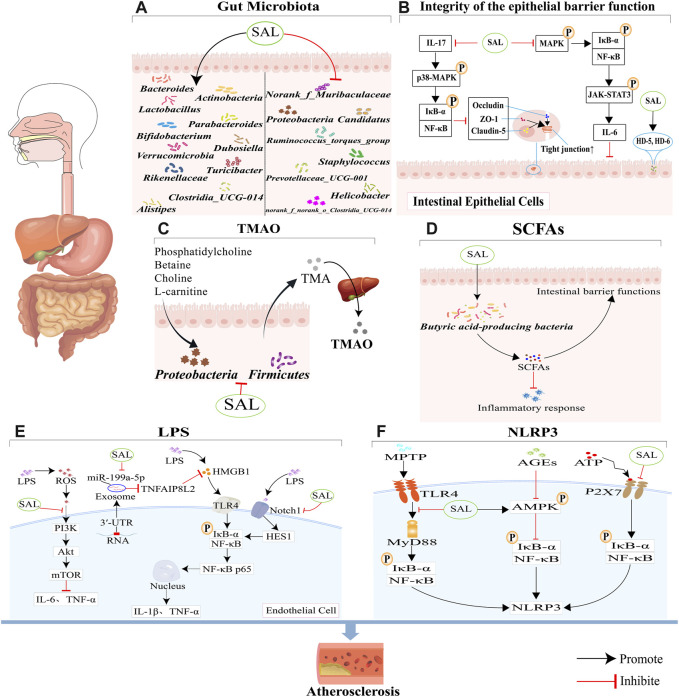 A
Gut Microbiota
SAL
Bacteroides
Actinobacteria
Lactobacillus
Parabacteroides
Bifidobacterium
Dubosiella
Verrucomicrobia
Turicibacter
Rikenellaceae
Clostridia_UCG-014
Alistipes
Norank_f_Muribaculaceae
Proteobacteria Candidatus
Ruminococcus_torques_group
Staphylococcus
Prevotellaceae_UCG-001
Helicobacter
norank_f_norank_o_Clostridia_UCG-014
B
Integrity of the epithelial barrier function
IL-17
SAL
MAPK
P
IκB-α
P
NF-κB
p38-MAPK
P
IκB-α
P
NF-κB
Occludin
ZO-1
Claudin-5
Tight junction↑
JAK-STAT3
P
IL-6
SAL
HD-5, HD-6
Intestinal Epithelial Cells
C
TMAO
Phosphatidylcholine
Betaine
Choline
L-carnitine
TMA
TMAO
Proteobacteria
Firmicutes
SAL
D
SCFAs
SAL
Intestinal barrier functions
Butyric acid-producing bacteria
SCFAs
Inflammatory response
E
LPS
LPS
ROS
SAL
PI3K
Akt
mTOR
IL-6、TNF-α
SAL
miR-199a-5p
Exosome
TNFAIP8L2
3'-UTR
RNA
LPS
HMGB1
TLR4
P
IκB-α
NF-κB
NF-κB p65
Nucleus
IL-1β、TNF-α
LPS
Notch1
SAL
HES1
Endothelial Cell
F
NLRP3
MPTP
TLR4
MyD88
P
IκB-α
NF-κB
SAL
AGEs
AMPK
P
P
IκB-α
NF-κB
NLRP3
ATP
SAL
P2X7
P
IκB-α
NF-κB
Atherosclerosis
Promote
Inhibite